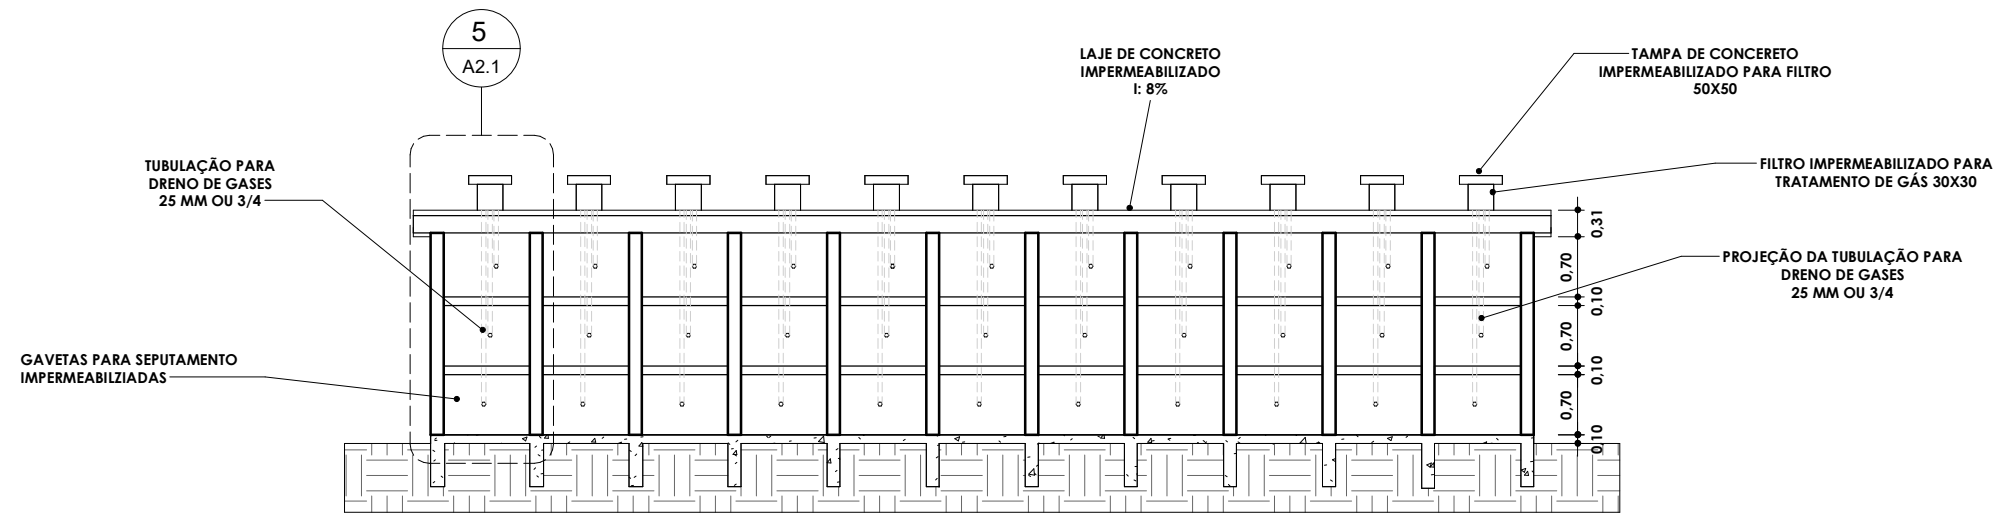 5
A2.1
LAJE DE CONCRETO
IMPERMEABILIZADO
I: 8%
TAMPA DE CONCERETO
IMPERMEABILIZADO PARA FILTRO
50X50
TUBULAÇÃO PARA
DRENO DE GASES
25 MM OU 3/4
FILTRO IMPERMEABILIZADO PARA
TRATAMENTO DE GÁS 30X30
PROJEÇÃO DA TUBULAÇÃO PARA
DRENO DE GASES
25 MM OU 3/4
GAVETAS PARA SEPUTAMENTO
IMPERMEABILZIADAS
0,31
0,70
0,10
0,70
0,10
0,70
0,10